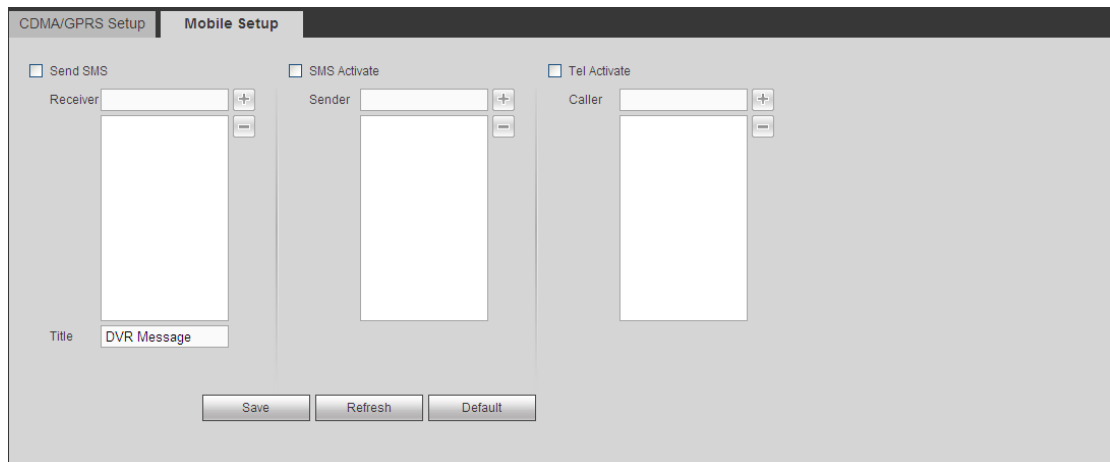 CDMA/GPRS Setup Mobile Setup
Send SMS SMS Activate Tel Activate
Receiver Sender Caller
Title DVR Message
Save Refresh Default